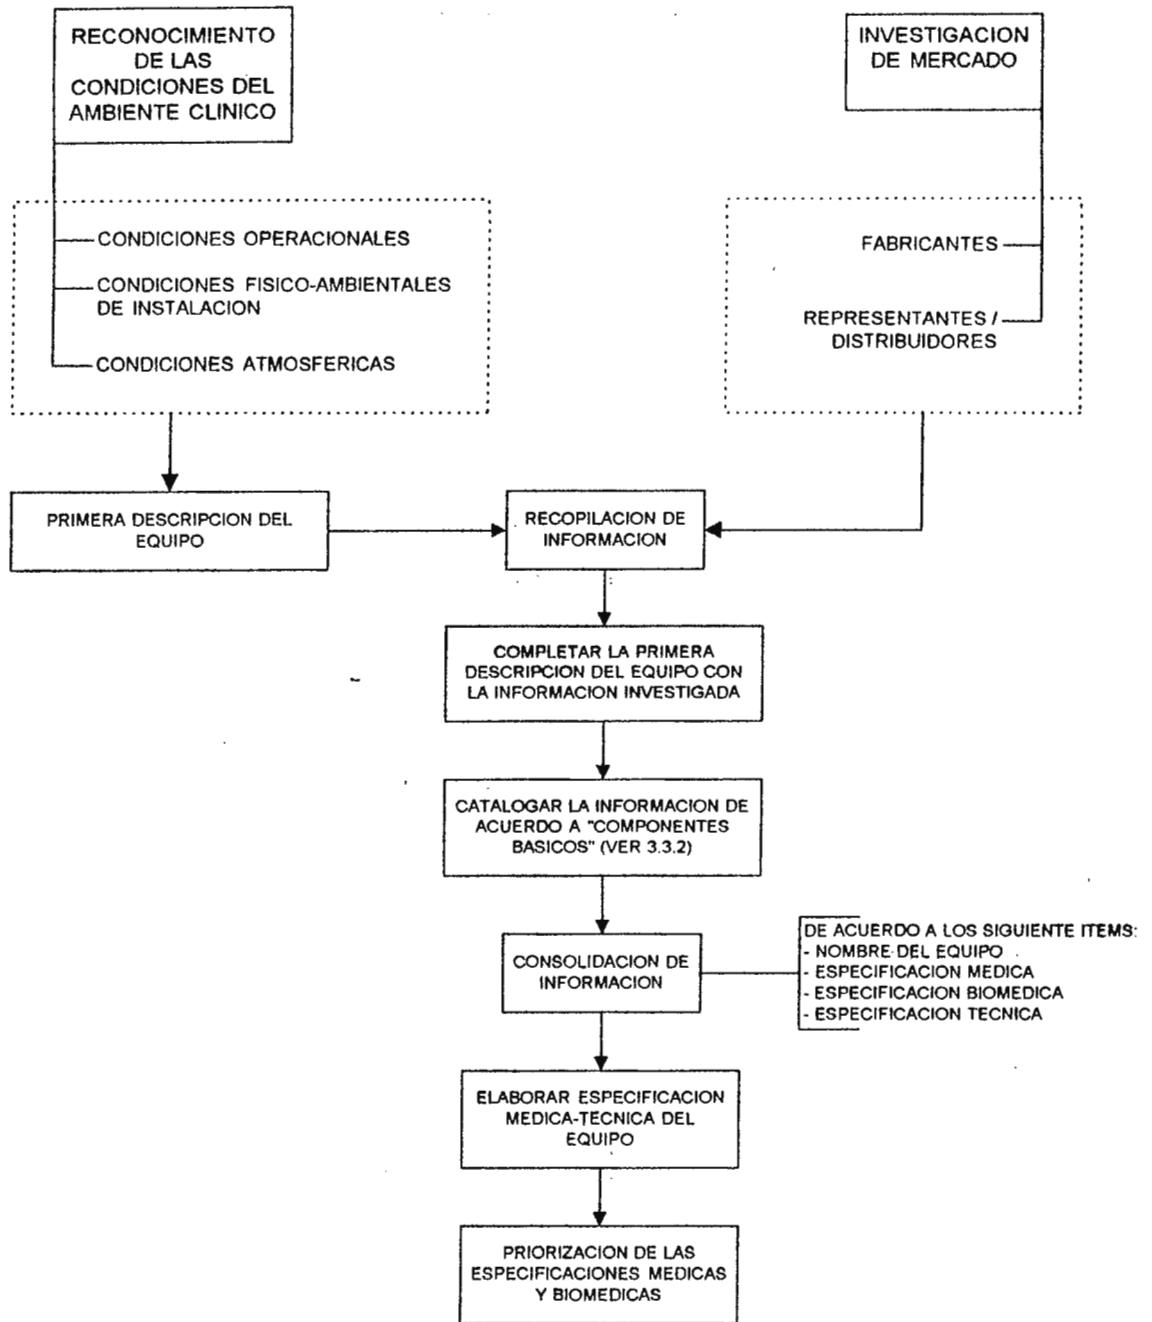 RECONOCIMIENTO
DE LAS
CONDICIONES DEL
AMBIENTE CLINICO
INVESTIGACION
DE MERCADO
CONDICIONES OPERACIONALES
CONDICIONES FISICO-AMBIENTALES
DE INSTALACION
CONDICIONES ATMOSFERICAS
FABRICANTES
REPRESENTANTES /
DISTRIBUIDORES
PRIMERA DESCRIPCION DEL
EQUIPO
RECOPILACION DE
INFORMACION
COMPLETAR LA PRIMERA
DESCRIPCION DEL EQUIPO CON
LA INFORMACION INVESTIGADA
CATALOGAR LA INFORMACION DE
ACUERDO A "COMPONENTES
BASICOS" (VER 3.3.2)
CONSOLIDACION DE
INFORMACION
DE ACUERDO A LOS SIGUIENTE ITEMS:
- NOMBRE DEL EQUIPO
- ESPECIFICACION MEDICA
- ESPECIFICACION BIOMEDICA
- ESPECIFICACION TECNICA
ELABORAR ESPECIFICACION
MEDICA-TECNICA DEL
EQUIPO
PRIORIZACION DE LAS
ESPECIFICACIONES MEDICAS
Y BIOMEDICAS